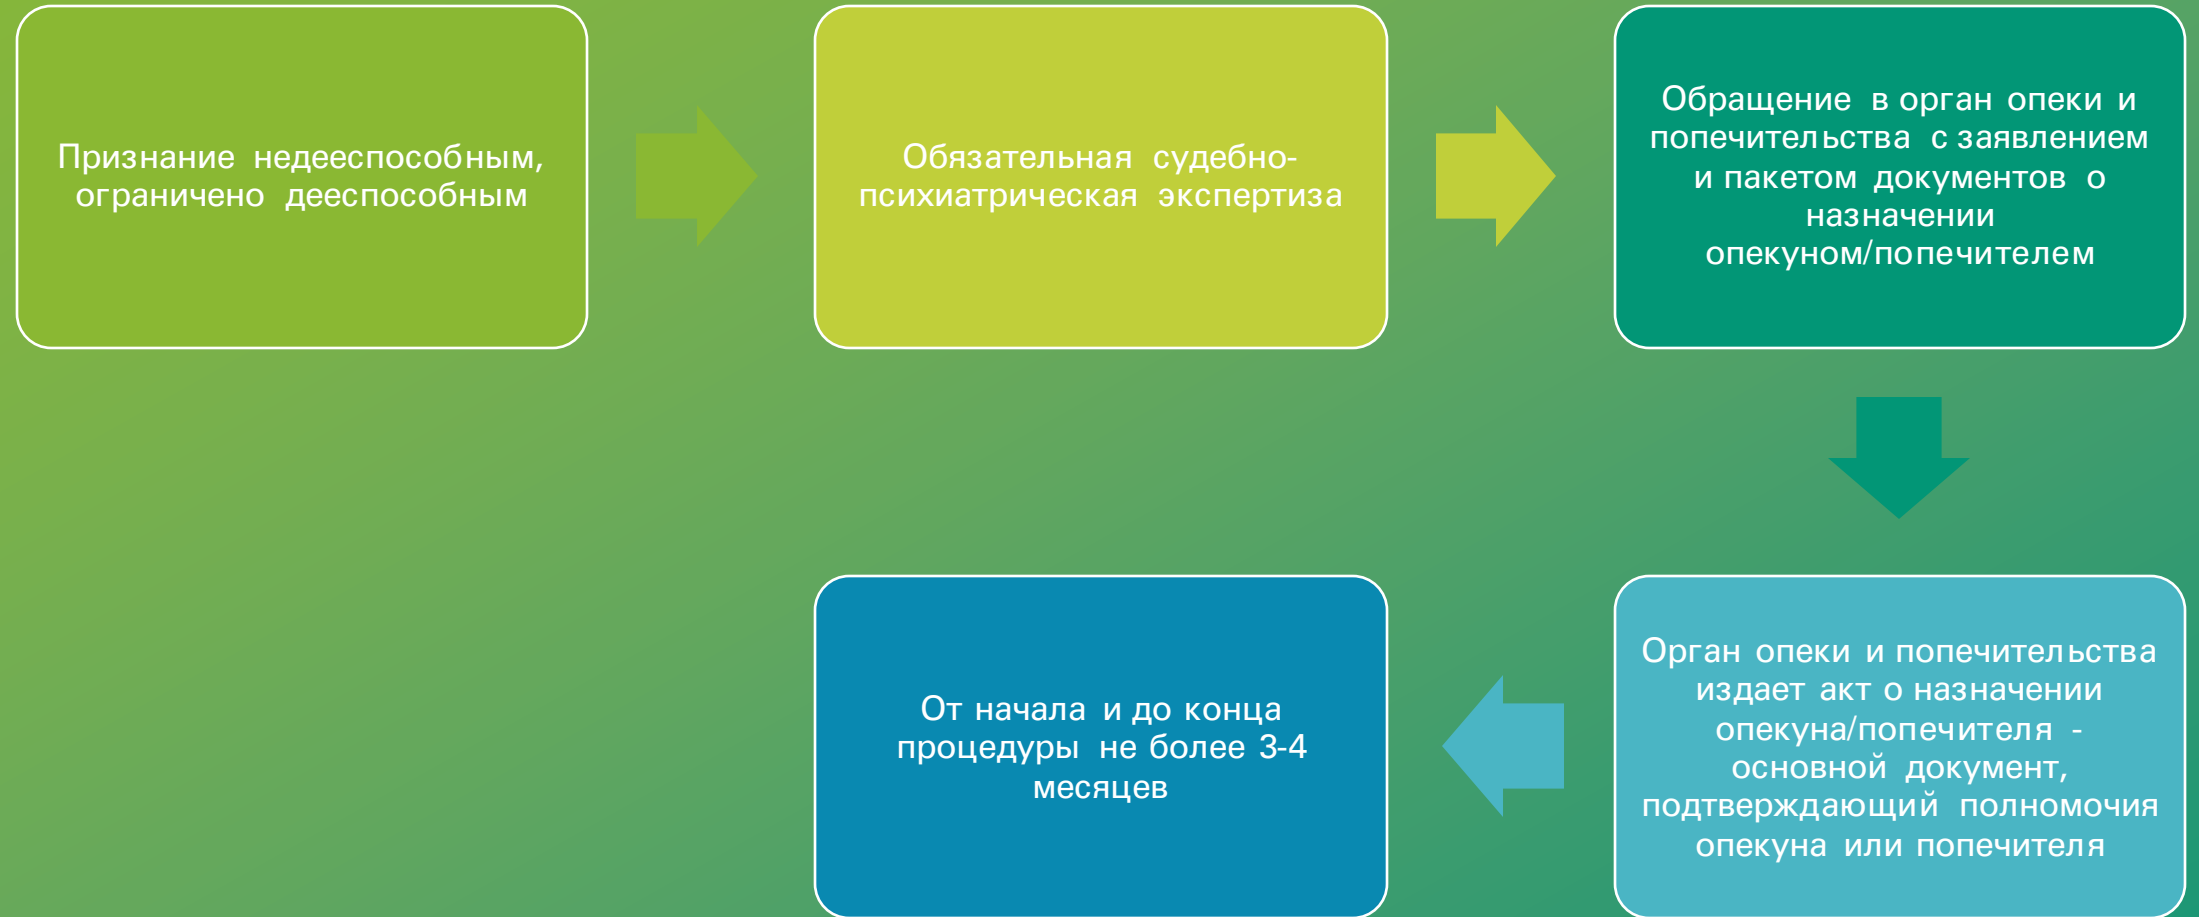 Признание недееспособным,
ограничено дееспособным
Обязательная судебно-
психиатрическая экспертиза
Обращение в орган опеки и
попечительства с заявлением
и пакетом документов о
назначении
опекуном/попечителем
Орган опеки и попечительства
издает акт о назначении
опекуна/попечителя -
основной документ,
подтверждающий полномочия
опекуна или попечителя
От начала и до конца
процедуры не более 3-4
месяцев